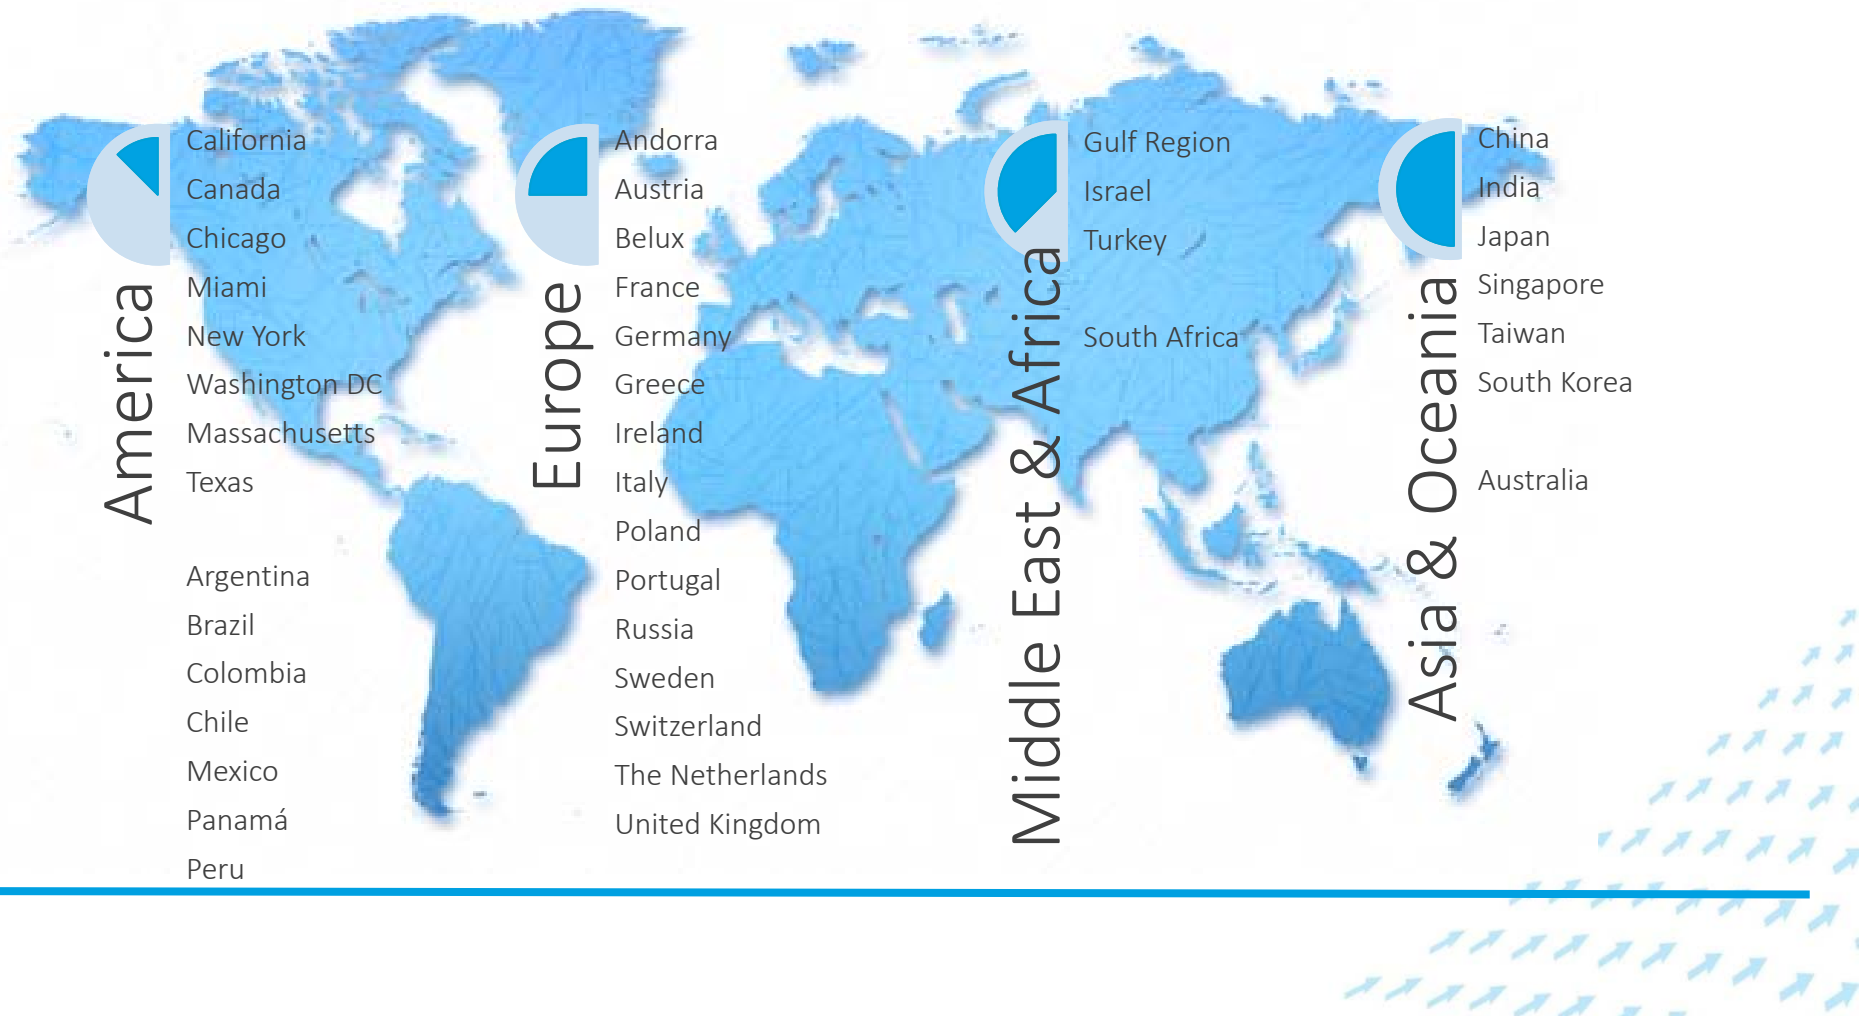 America
California
Canada
Chicago
Miami
New York
Washington DC
Massachusetts
Texas
Argentina
Brazil
Colombia
Chile
Mexico
Panamá
Peru
Europe
Andorra
Austria
Belux
France
Germany
Greece
Ireland
Italy
Poland
Portugal
Russia
Sweden
Switzerland
The Netherlands
United Kingdom
Middle East & Africa
Gulf Region
Israel
Turkey
South Africa
Asia & Oceania
China
India
Japan
Singapore
Taiwan
South Korea
Australia